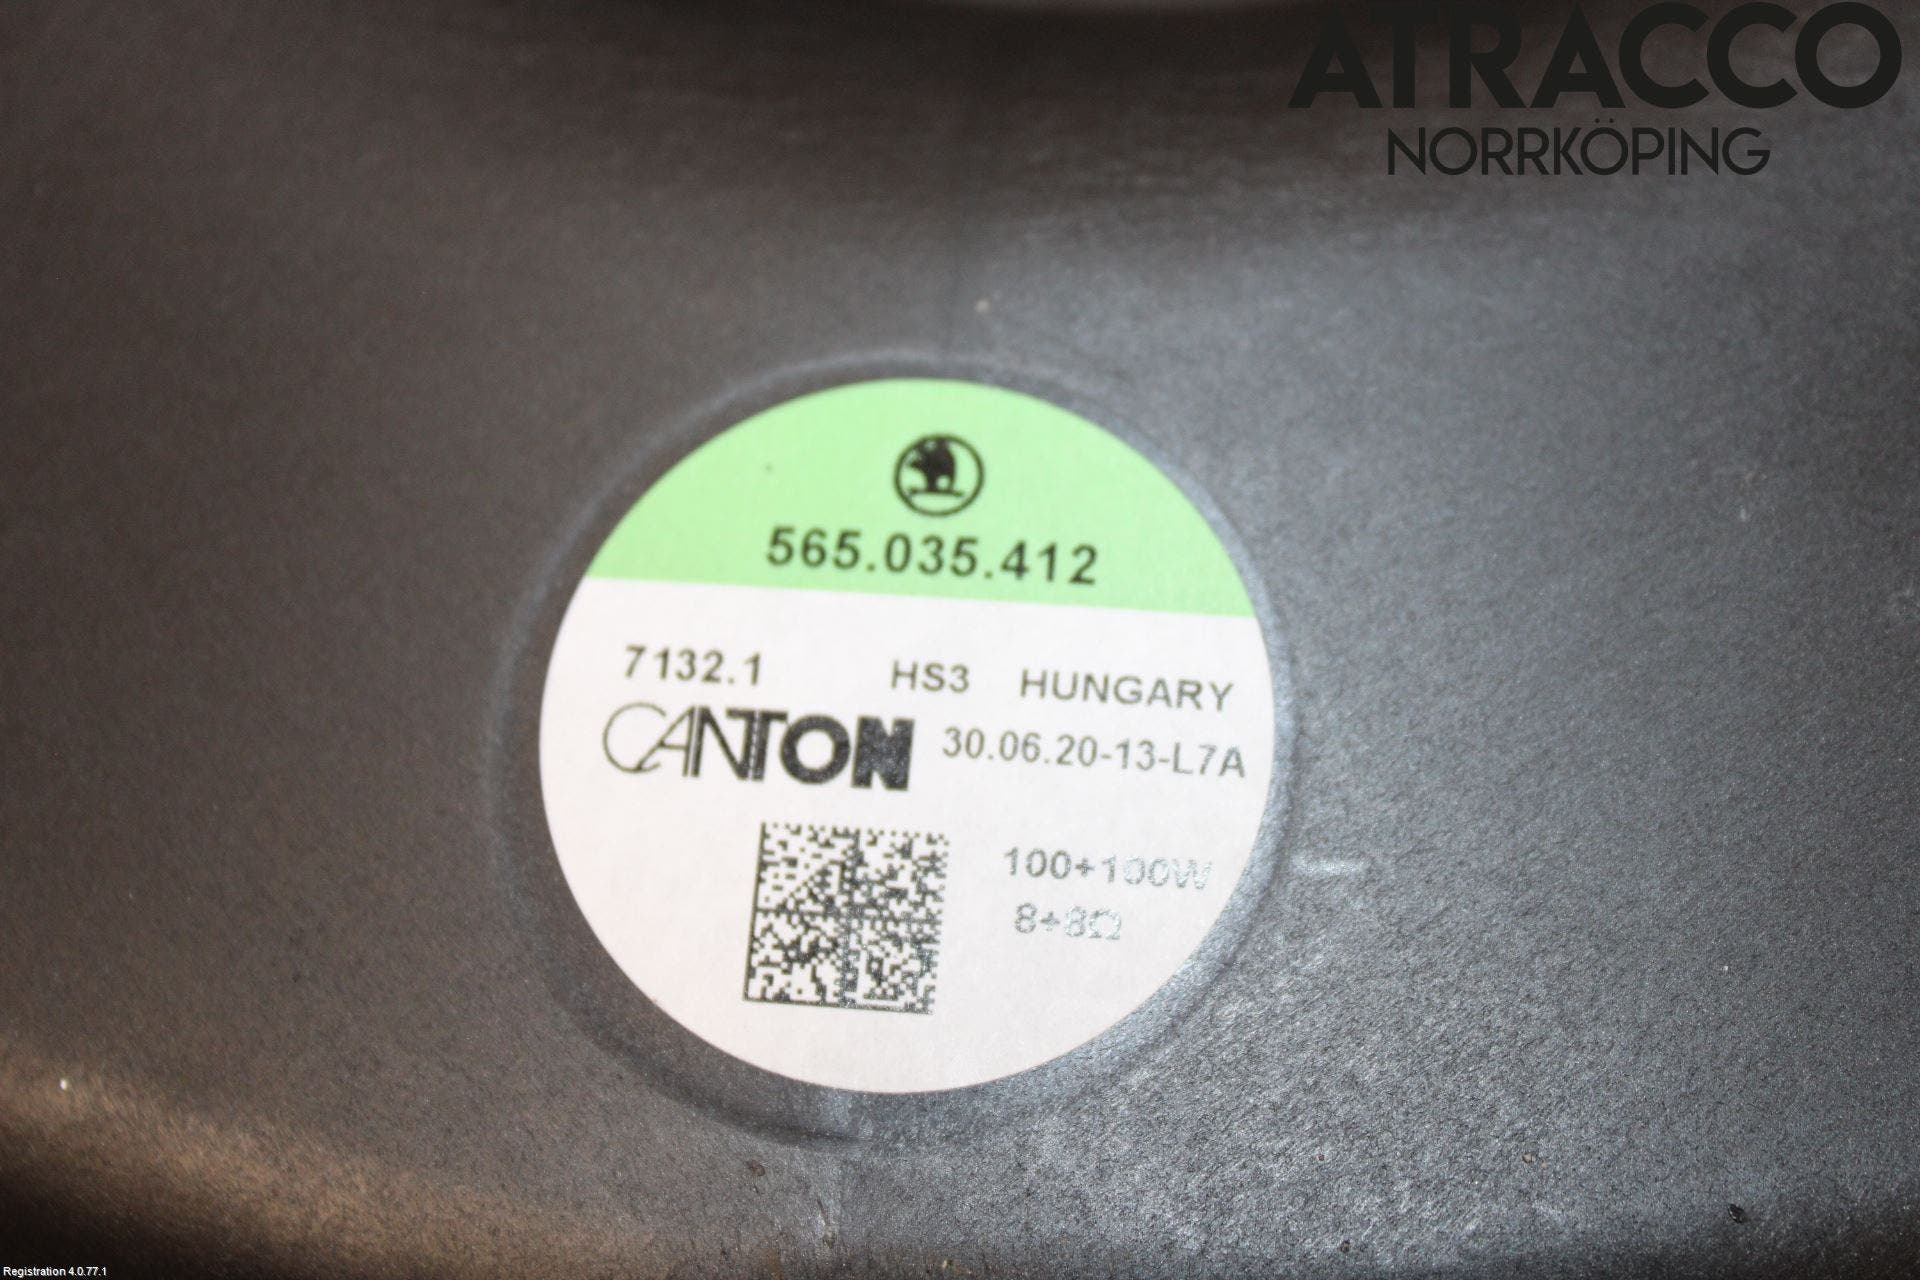 ATRACCO
NORRKÖPING
565.035.412
7132.1 HS3 HUNGARY
CANTON 30.06.20-13-L7A
100+100W
8+8Ω
Registration 4.0.77.1